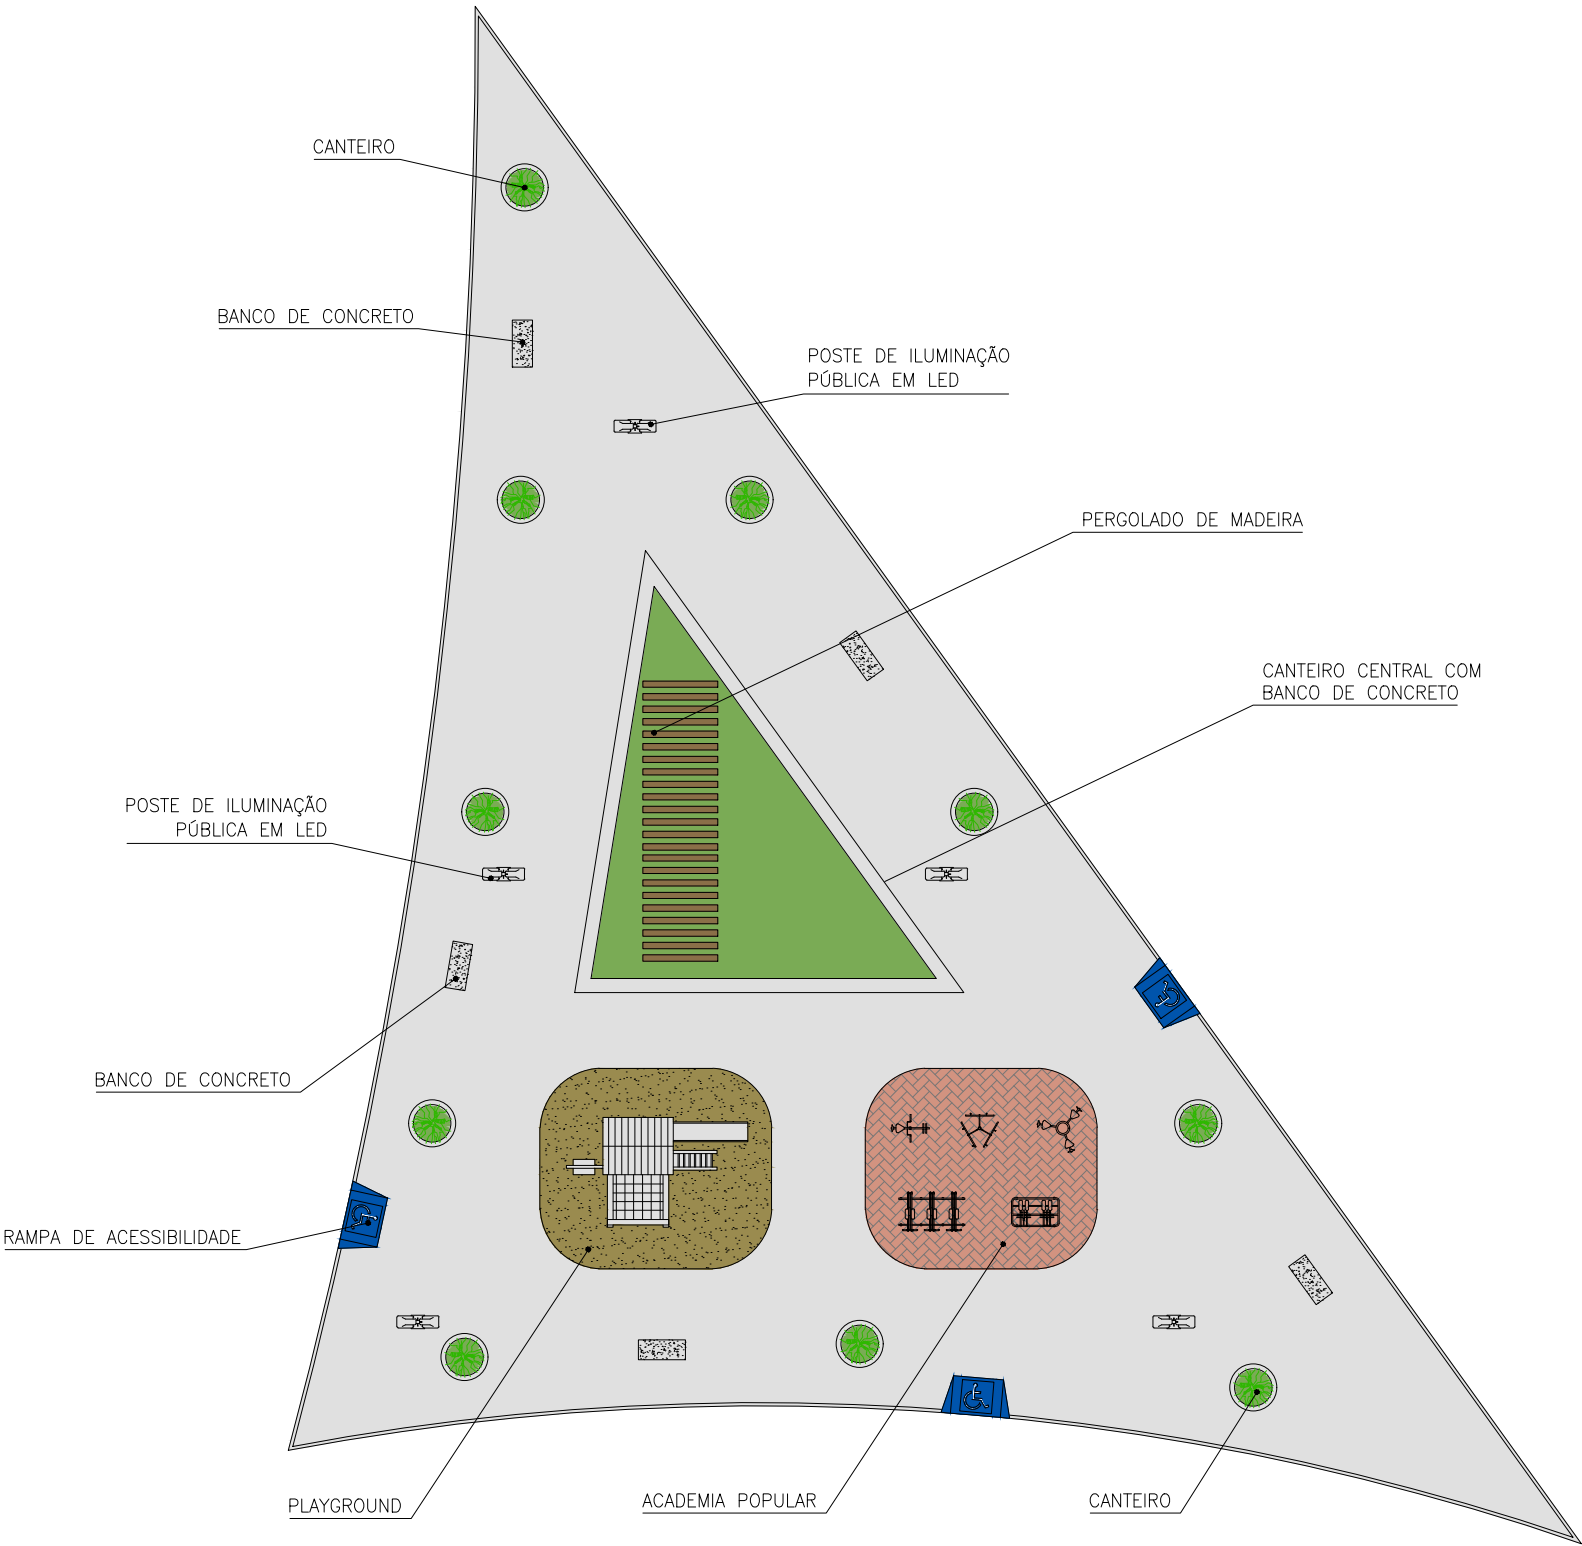 CANTEIRO
BANCO DE CONCRETO
POSTE DE ILUMINAÇÃO
PÚBLICA EM LED
PERGOLADO DE MADEIRA
CANTEIRO CENTRAL COM
BANCO DE CONCRETO
POSTE DE ILUMINAÇÃO
PÚBLICA EM LED
BANCO DE CONCRETO
RAMPA DE ACESSIBILIDADE
PLAYGROUND
ACADEMIA POPULAR
CANTEIRO